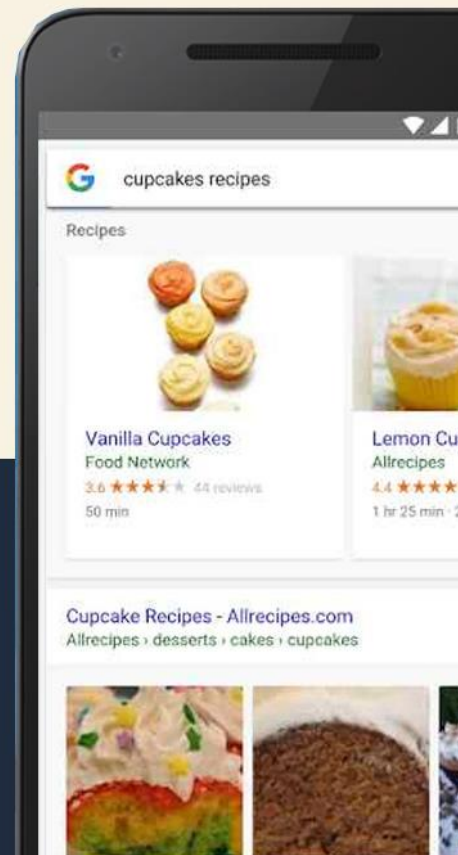 cupcakes recipes
Recipes
Vanilla Cupcakes
Food Network
3.6 44 reviews
50 min
Lemon Cu
Allrecipes
4.4
1 hr 25 min · 2
Cupcake Recipes - Allrecipes.com
Allrecipes › desserts › cakes › cupcakes